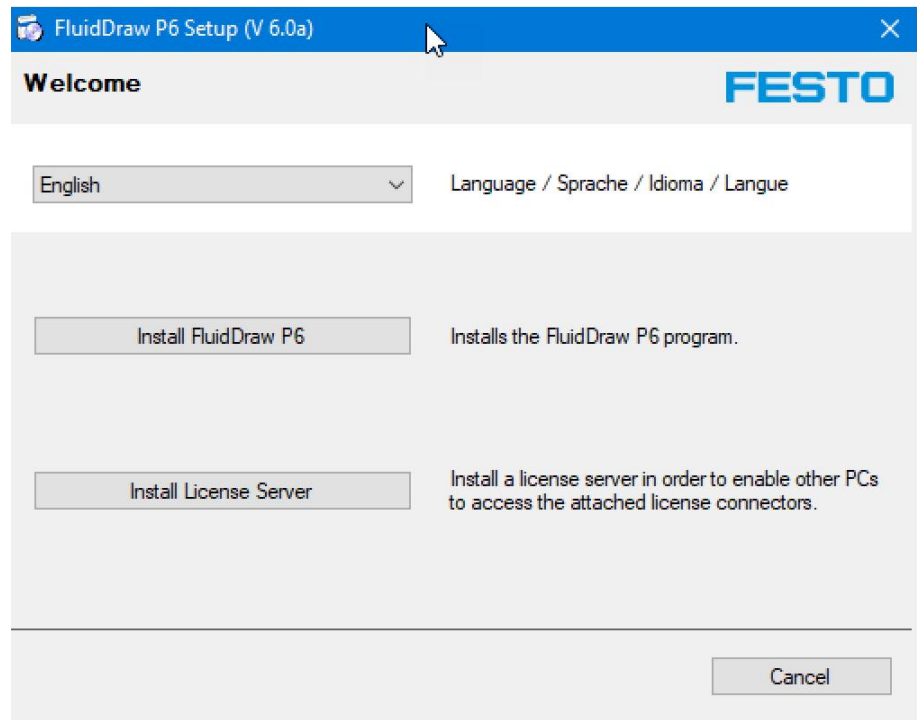 FluidDraw P6 Setup (V 6.0a)
Welcome
FESTO
English
Language / Sprache / Idioma / Langue
Install FluidDraw P6
Installs the FluidDraw P6 program.
Install License Server
Install a license server in order to enable other PCs
to access the attached license connectors.
Cancel